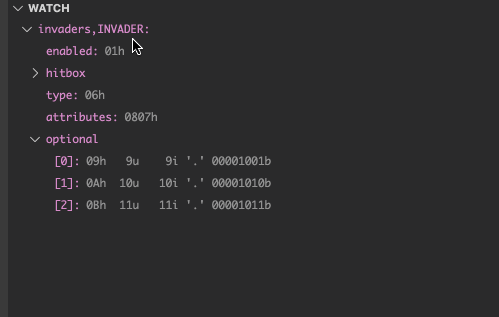 WATCH
invaders,INVADER:
enabled: 01h
hitbox
type: 06h
attributes: 0807h
optional
[0]: 09h 9u 9i '.' 00001001b
[1]: 0Ah 10u 10i '.' 00001010b
[2]: 0Bh 11u 11i '.' 00001011b